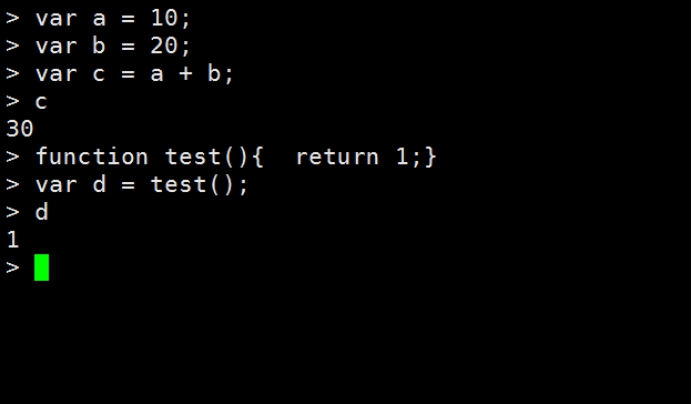 > var a = 10;
> var b = 20;
> var c = a + b;
> c
30
> function test(){  return 1;}
> var d = test();
> d
1
>